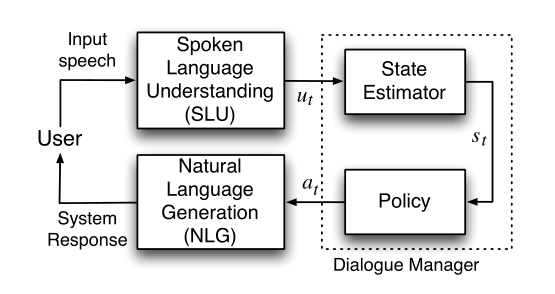 Input
speech
Spoken
Language
Understanding
(SLU)
u_t
State
Estimator
s_t
User
Natural
Language
Generation
(NLG)
a_t
Policy
System
Response
Dialogue Manager